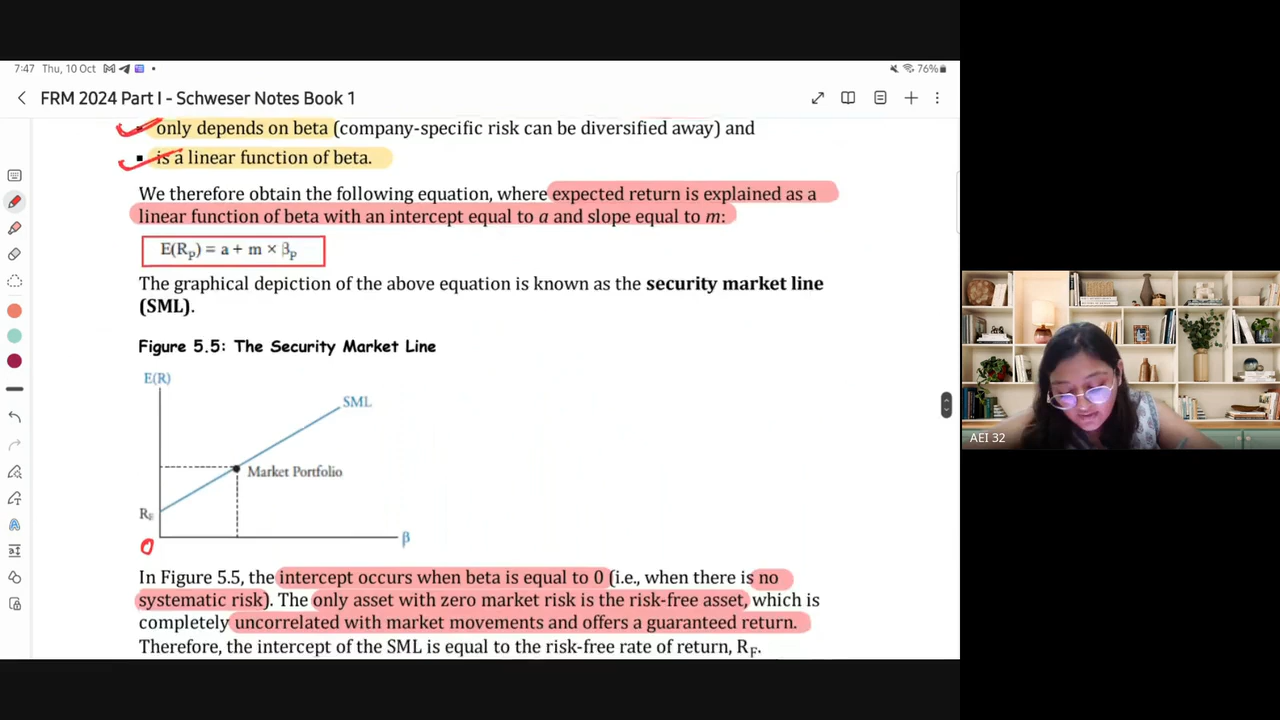 7:47 Thu, 10 Oct
76%
FRM 2024 Part I - Schweser Notes Book 1
only depends on beta (company-specific risk can be diversified away) and
is a linear function of beta.
We therefore obtain the following equation, where expected return is explained as a
linear function of beta with an intercept equal to a and slope equal to m:
E(Rp) = a + m × βp
The graphical depiction of the above equation is known as the security market line
(SML).
Figure 5.5: The Security Market Line
E(R)
SML
Market Portfolio
RF
β
0
In Figure 5.5, the intercept occurs when beta is equal to 0 (i.e., when there is no
systematic risk). The only asset with zero market risk is the risk-free asset, which is
completely uncorrelated with market movements and offers a guaranteed return.
Therefore, the intercept of the SML is equal to the risk-free rate of return, RF.
AEI 32